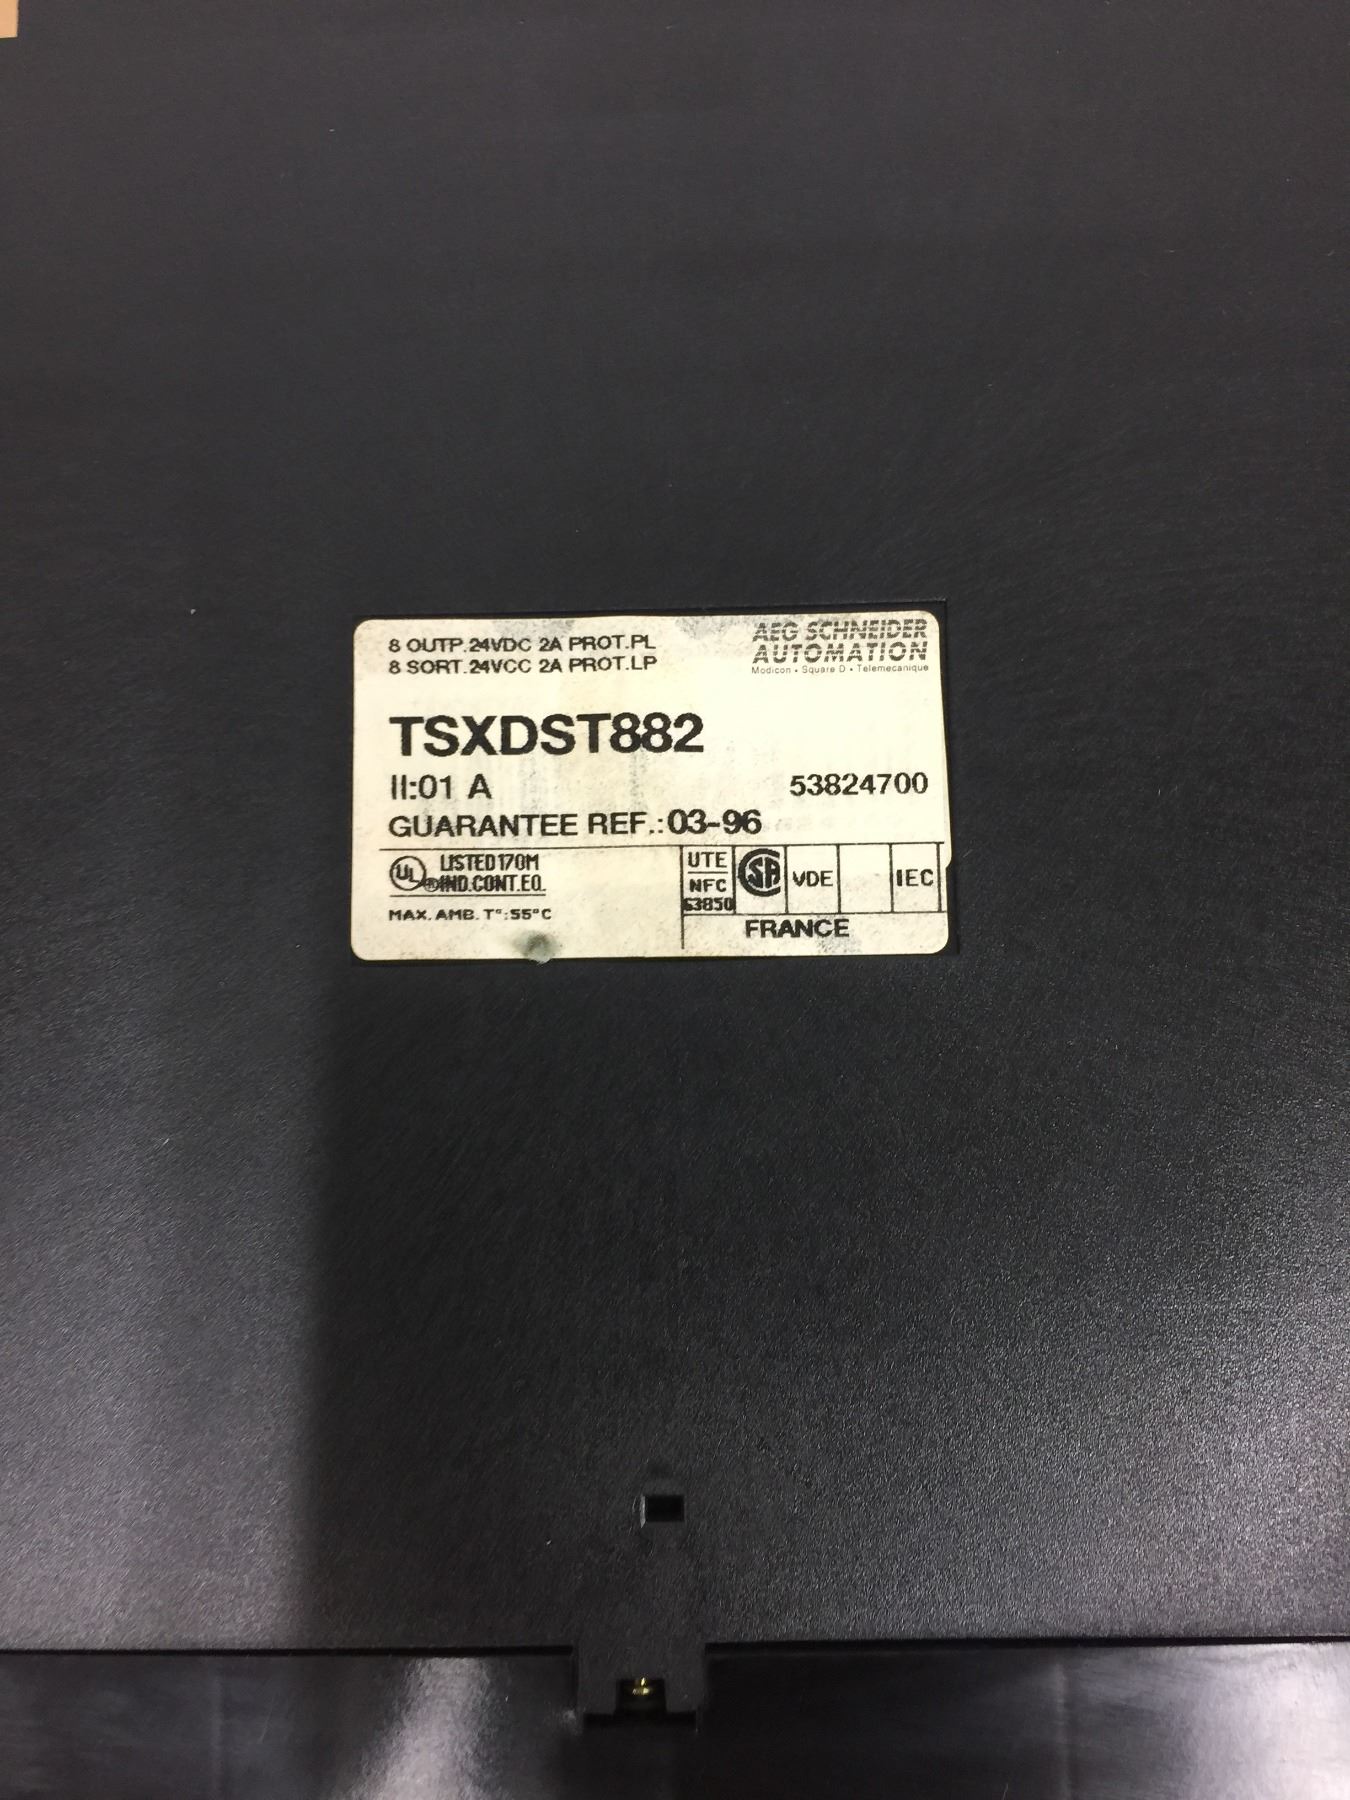 8 OUTP.24VDC 2A PROT.PL
8 SORT.24VCC 2A PROT.LP
AEG SCHNEIDER
AUTOMATION
Modicon • Square D • Telemecanique
TSXDST882
II:01 A
53824700
GUARANTEE REF.:03-96
UL ® LISTED 170M
IND.CONT.EQ.
MAX. AMB. T°:55°C
UTE
NFC
63850
SA
VDE
IEC
FRANCE